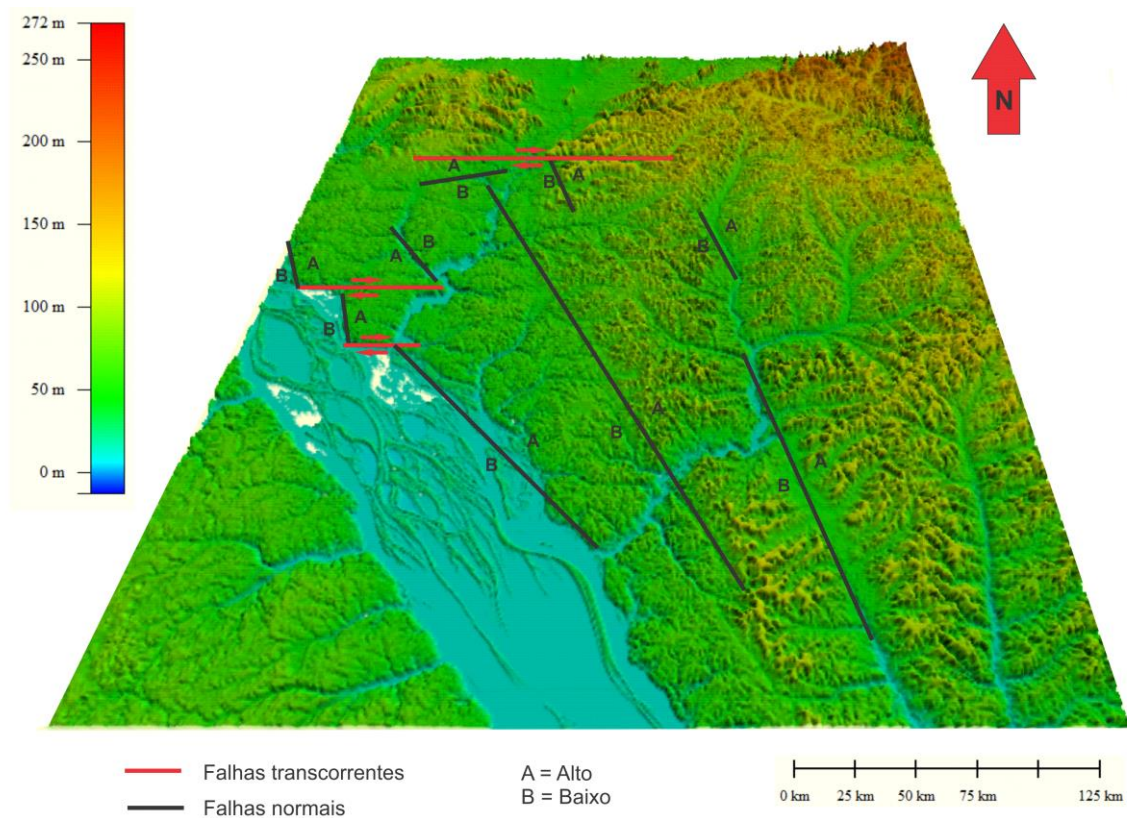 272 m
250 m
200 m
150 m
100 m
50 m
0 m
N
A
B
B
A
A
B
B
A
A
B
A
B
B
A
A
B
A
B
A
B
Falhas transcorrentes
Falhas normais
A = Alto
B = Baixo
0 km
25 km
50 km
75 km
125 km